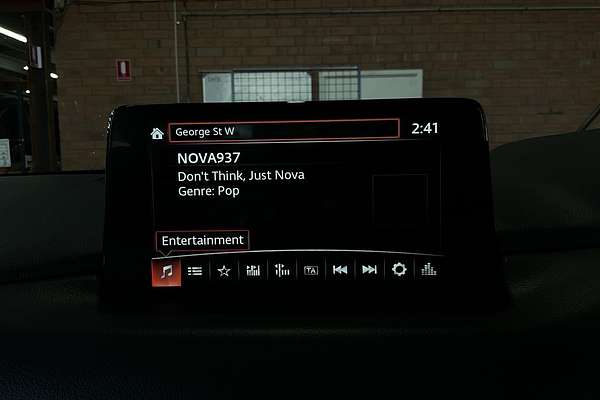 George St W
2:41
NOVA937
Don't Think, Just Nova
Genre: Pop
Entertainment
TA